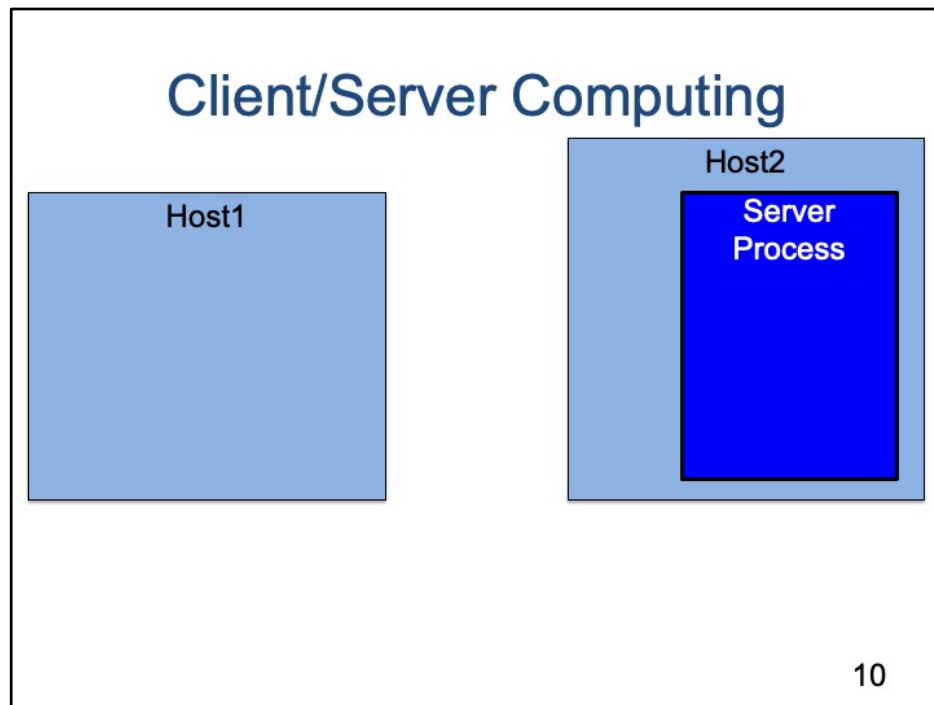 Client/Server Computing
Host1
Host2
Server
Process
10